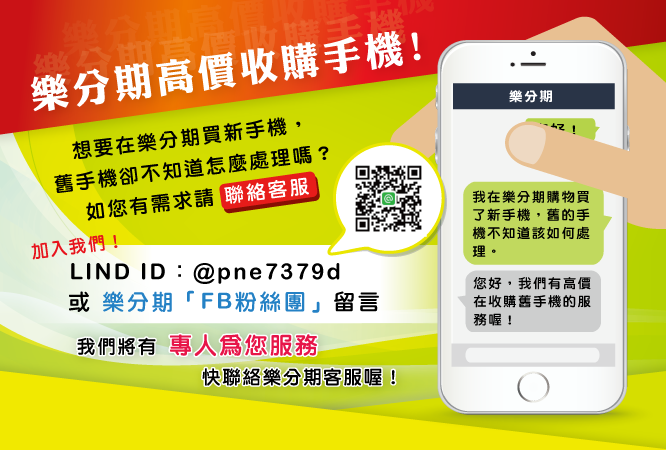 樂分期高價收購手機!
想要在樂分期買新手機，
舊手機卻不知道怎麼處理嗎？
如您有需求請 聯絡客服
加入我們！
LIND ID：@pne7379d
或 樂分期「FB粉絲團」留言
我們將有 專人為您服務
快聯絡樂分期客服喔！
樂分期
好！
我在樂分期購物買
了新手機，舊的手
機不知道該如何處
理。
您好，我們有高價
在收購舊手機的服
務喔！